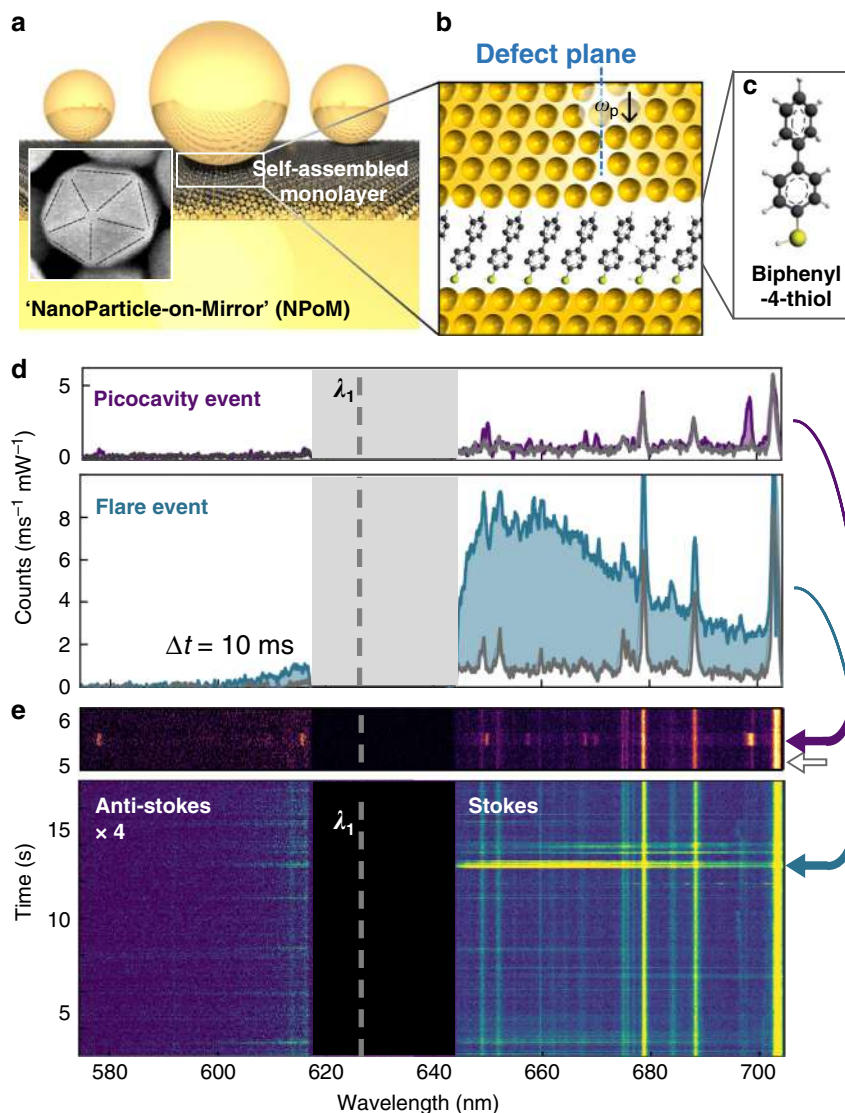 a
Self-assembled
monolayer
'NanoParticle-on-Mirror' (NPoM)
b
Defect plane
ωp
c
Biphenyl
-4-thiol
d
Picocavity event
λ1
5
0
Flare event
Δt = 10 ms
8
6
4
2
0
Counts (ms−1 mW−1)
e
6
5
Anti-stokes
× 4
λ1
Stokes
15
10
5
Time (s)
580 600 620 640 660 680 700
Wavelength (nm)